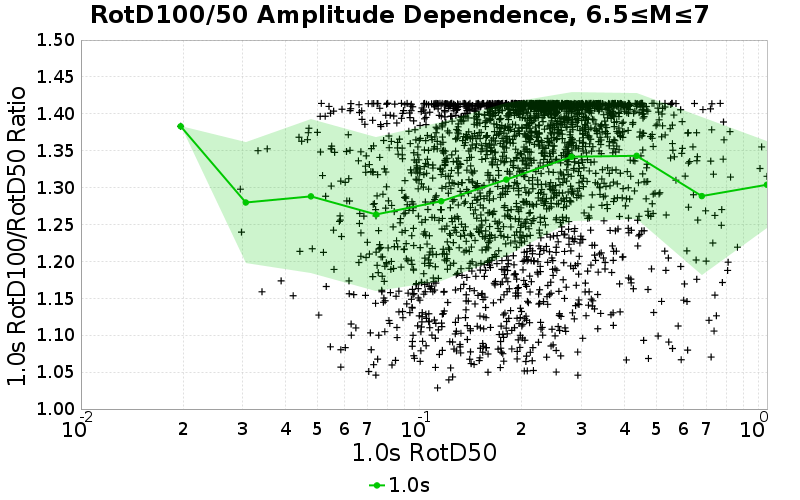 RotD100/50 Amplitude Dependence, 6.5≤M≤7
1.0s RotD100/RotD50 Ratio
1.50
1.45
1.40
1.35
1.30
1.25
1.20
1.15
1.10
1.05
1.00
10-2 2 3 4 5 6 7 10-1 2 3 4 5 6 7 100
1.0s RotD50
1.0s